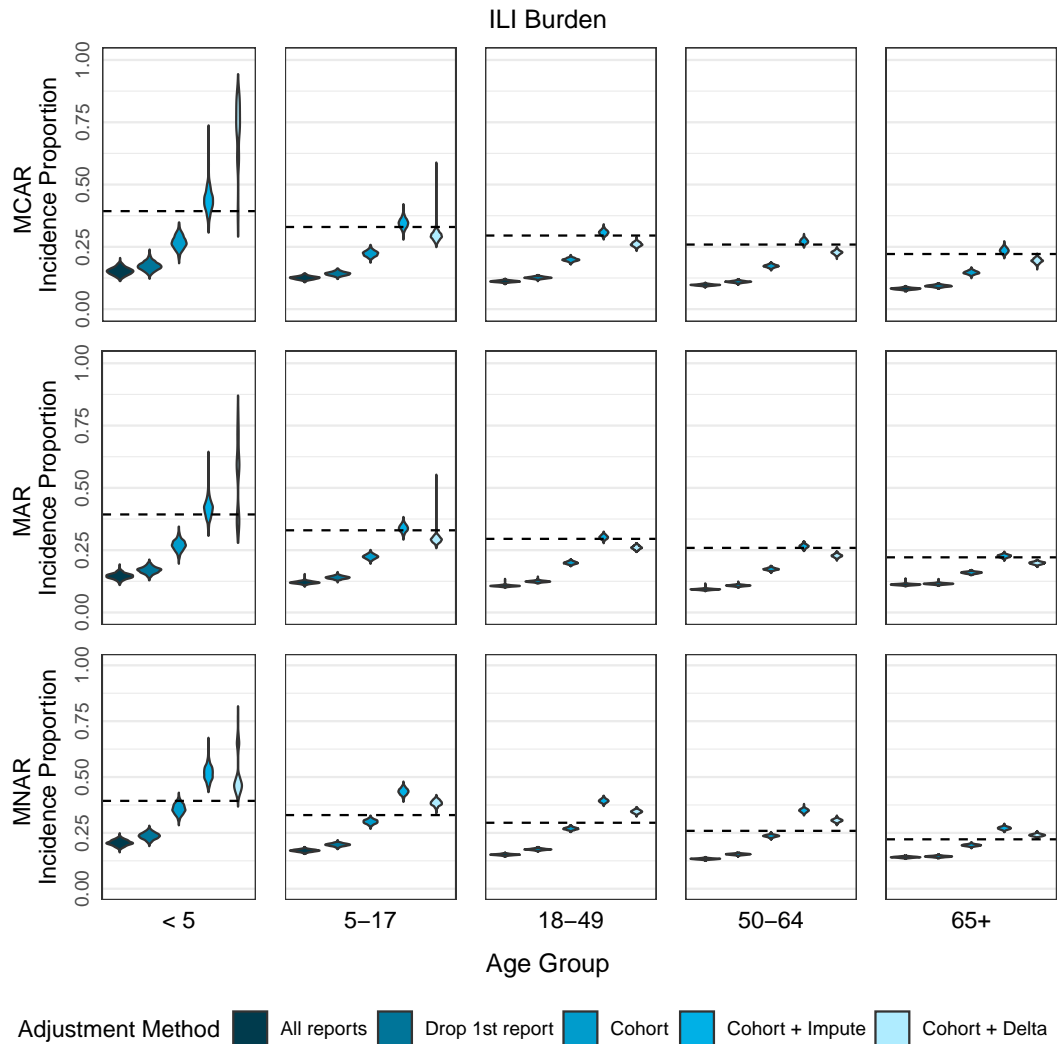 ILI Burden
MCAR
Incidence Proportion
1.00
0.75
0.50
0.25
0.00
MAR
Incidence Proportion
1.00
0.75
0.50
0.25
0.00
MNAR
Incidence Proportion
1.00
0.75
0.50
0.25
0.00
< 5 5–17 18–49 50–64 65+
Age Group
Adjustment Method All reports Drop 1st report Cohort Cohort + Impute Cohort + Delta